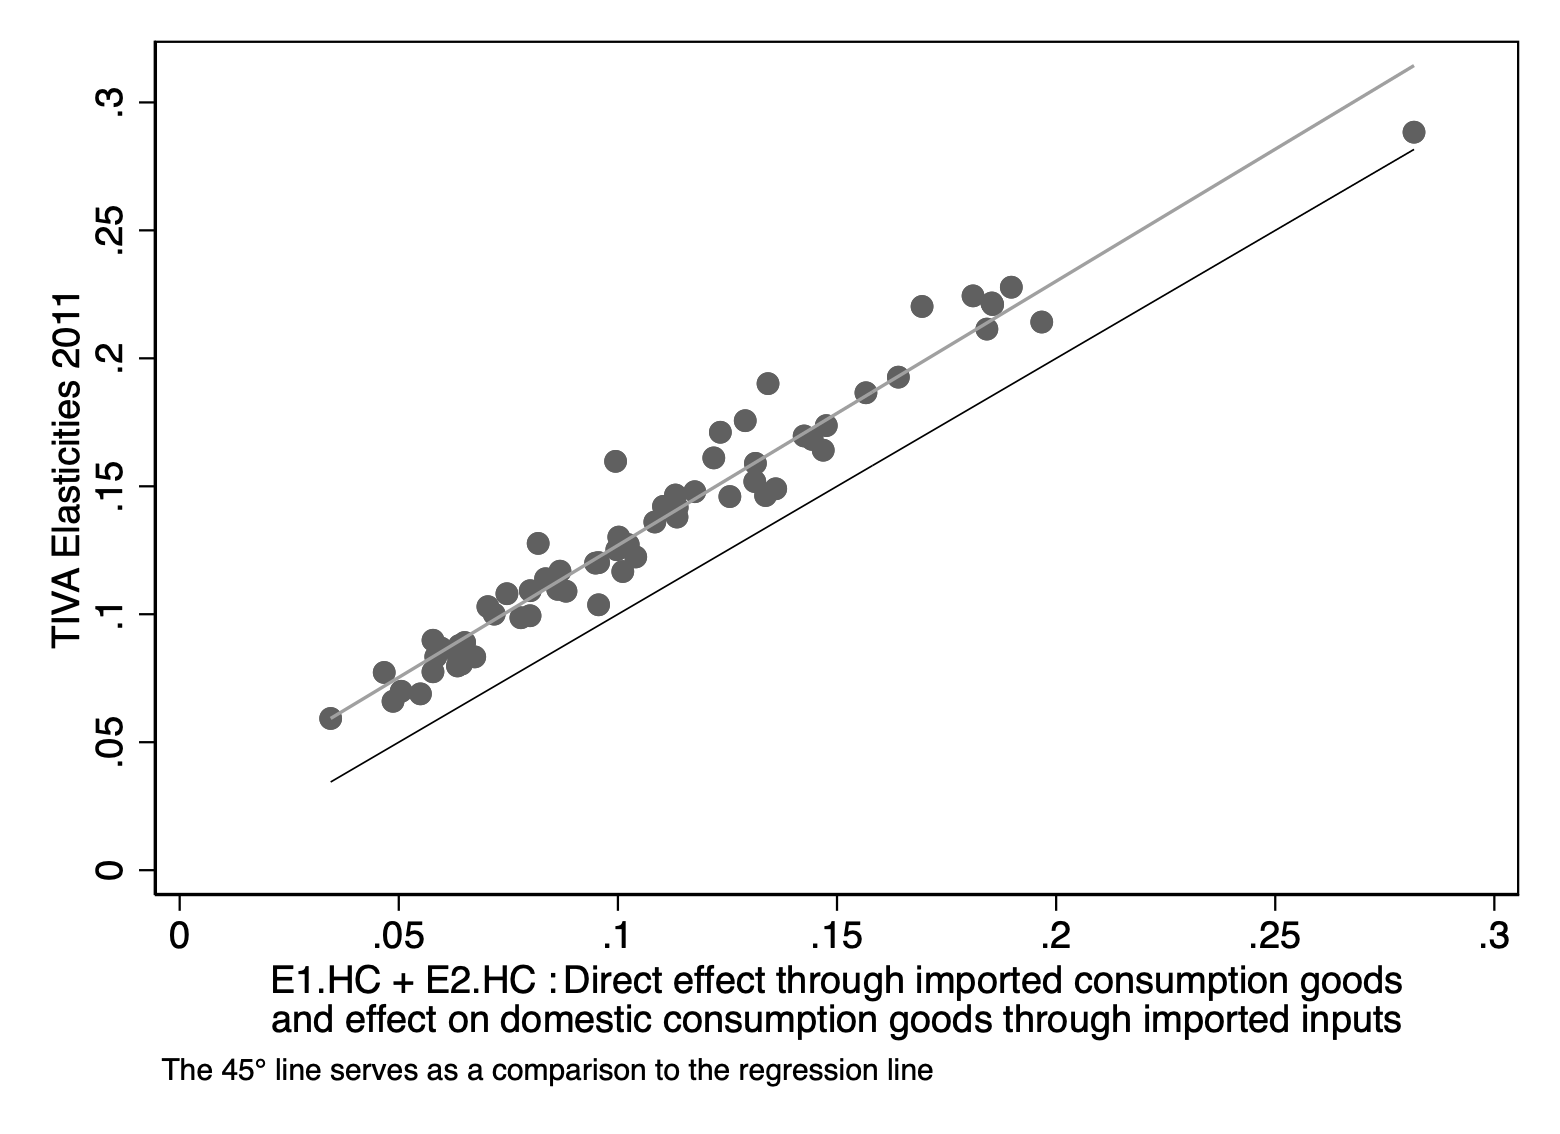 TIVA Elasticities 2011
.3
.25
.2
.15
.1
.05
0
0 .05 .1 .15 .2 .25 .3
E1.HC + E2.HC : Direct effect through imported consumption goods
and effect on domestic consumption goods through imported inputs
The 45° line serves as a comparison to the regression line